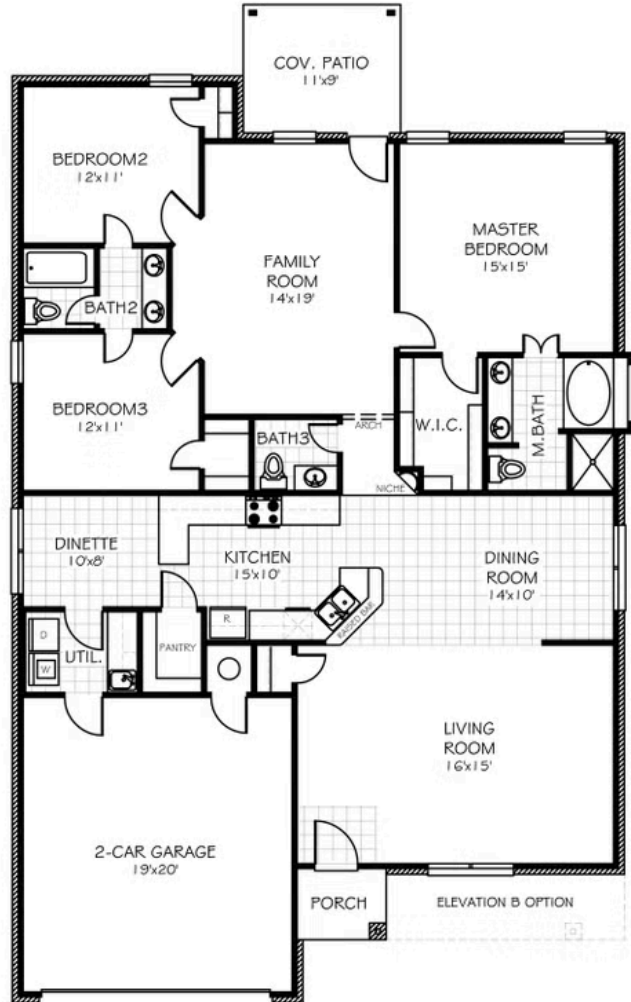 COV. PATIO
11'x9'
BEDROOM2
12'x11'
MASTER
BEDROOM
15'x15'
FAMILY
ROOM
14'x19'
BATH2
BEDROOM3
12'x11'
BATH3
ARCH
W.I.C.
M.BATH
NICHE
DINETTE
10'x8'
KITCHEN
15'x10'
DINING
ROOM
14'x10'
RAISED BAR
R
D
W
UTIL.
PANTRY
LIVING
ROOM
16'x15'
2-CAR GARAGE
19'x20'
PORCH
ELEVATION B OPTION